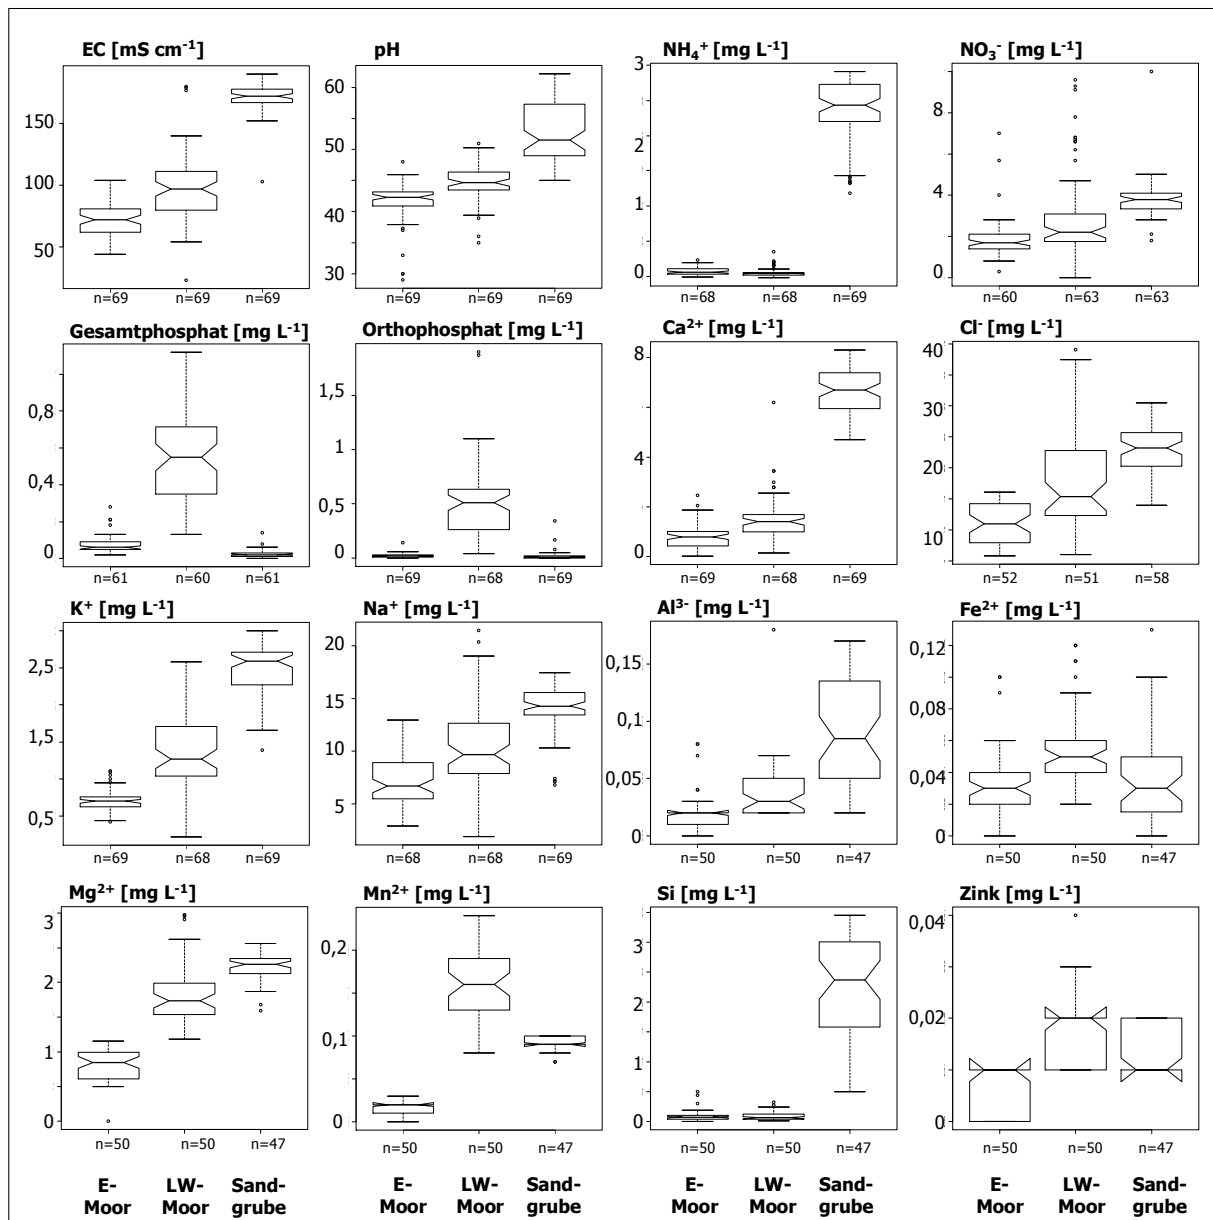 EC [mS cm⁻¹] pH NH₄⁺ [mg L⁻¹] NO₃⁻ [mg L⁻¹]
150
100
50
n=69 n=69 n=69
60
50
40
30
n=69 n=69 n=69
3
2
2
1
1
0
n=68 n=68 n=69
8
4
2
0
n=60 n=63 n=63
Gesamtphosphat [mg L⁻¹] Orthophosphat [mg L⁻¹] Ca²⁺ [mg L⁻¹] Cl⁻ [mg L⁻¹]
0,8
0,4
0
n=61 n=60 n=61
1,5
1
0,5
0
n=69 n=68 n=69
8
4
2
0
n=69 n=68 n=69
40
30
20
10
n=52 n=51 n=58
K⁺ [mg L⁻¹] Na⁺ [mg L⁻¹] Al³⁻ [mg L⁻¹] Fe²⁺ [mg L⁻¹]
2,5
1,5
0,5
n=69 n=68 n=69
20
15
10
5
n=68 n=68 n=69
0,15
0,1
0,05
0
n=50 n=50 n=47
0,12
0,08
0,04
0
n=50 n=50 n=47
Mg²⁺ [mg L⁻¹] Mn²⁺ [mg L⁻¹] Si [mg L⁻¹] Zink [mg L⁻¹]
3
2
1
0
n=50 n=50 n=47
0,2
0,1
0
n=50 n=50 n=47
3
2
1
0
n=50 n=50 n=47
0,04
0,02
0
n=50 n=50 n=47
E- LW- Sand- E- LW- Sand- E- LW- Sand- E- LW- Sand-
Moor Moor grube Moor Moor grube Moor Moor grube Moor Moor grube